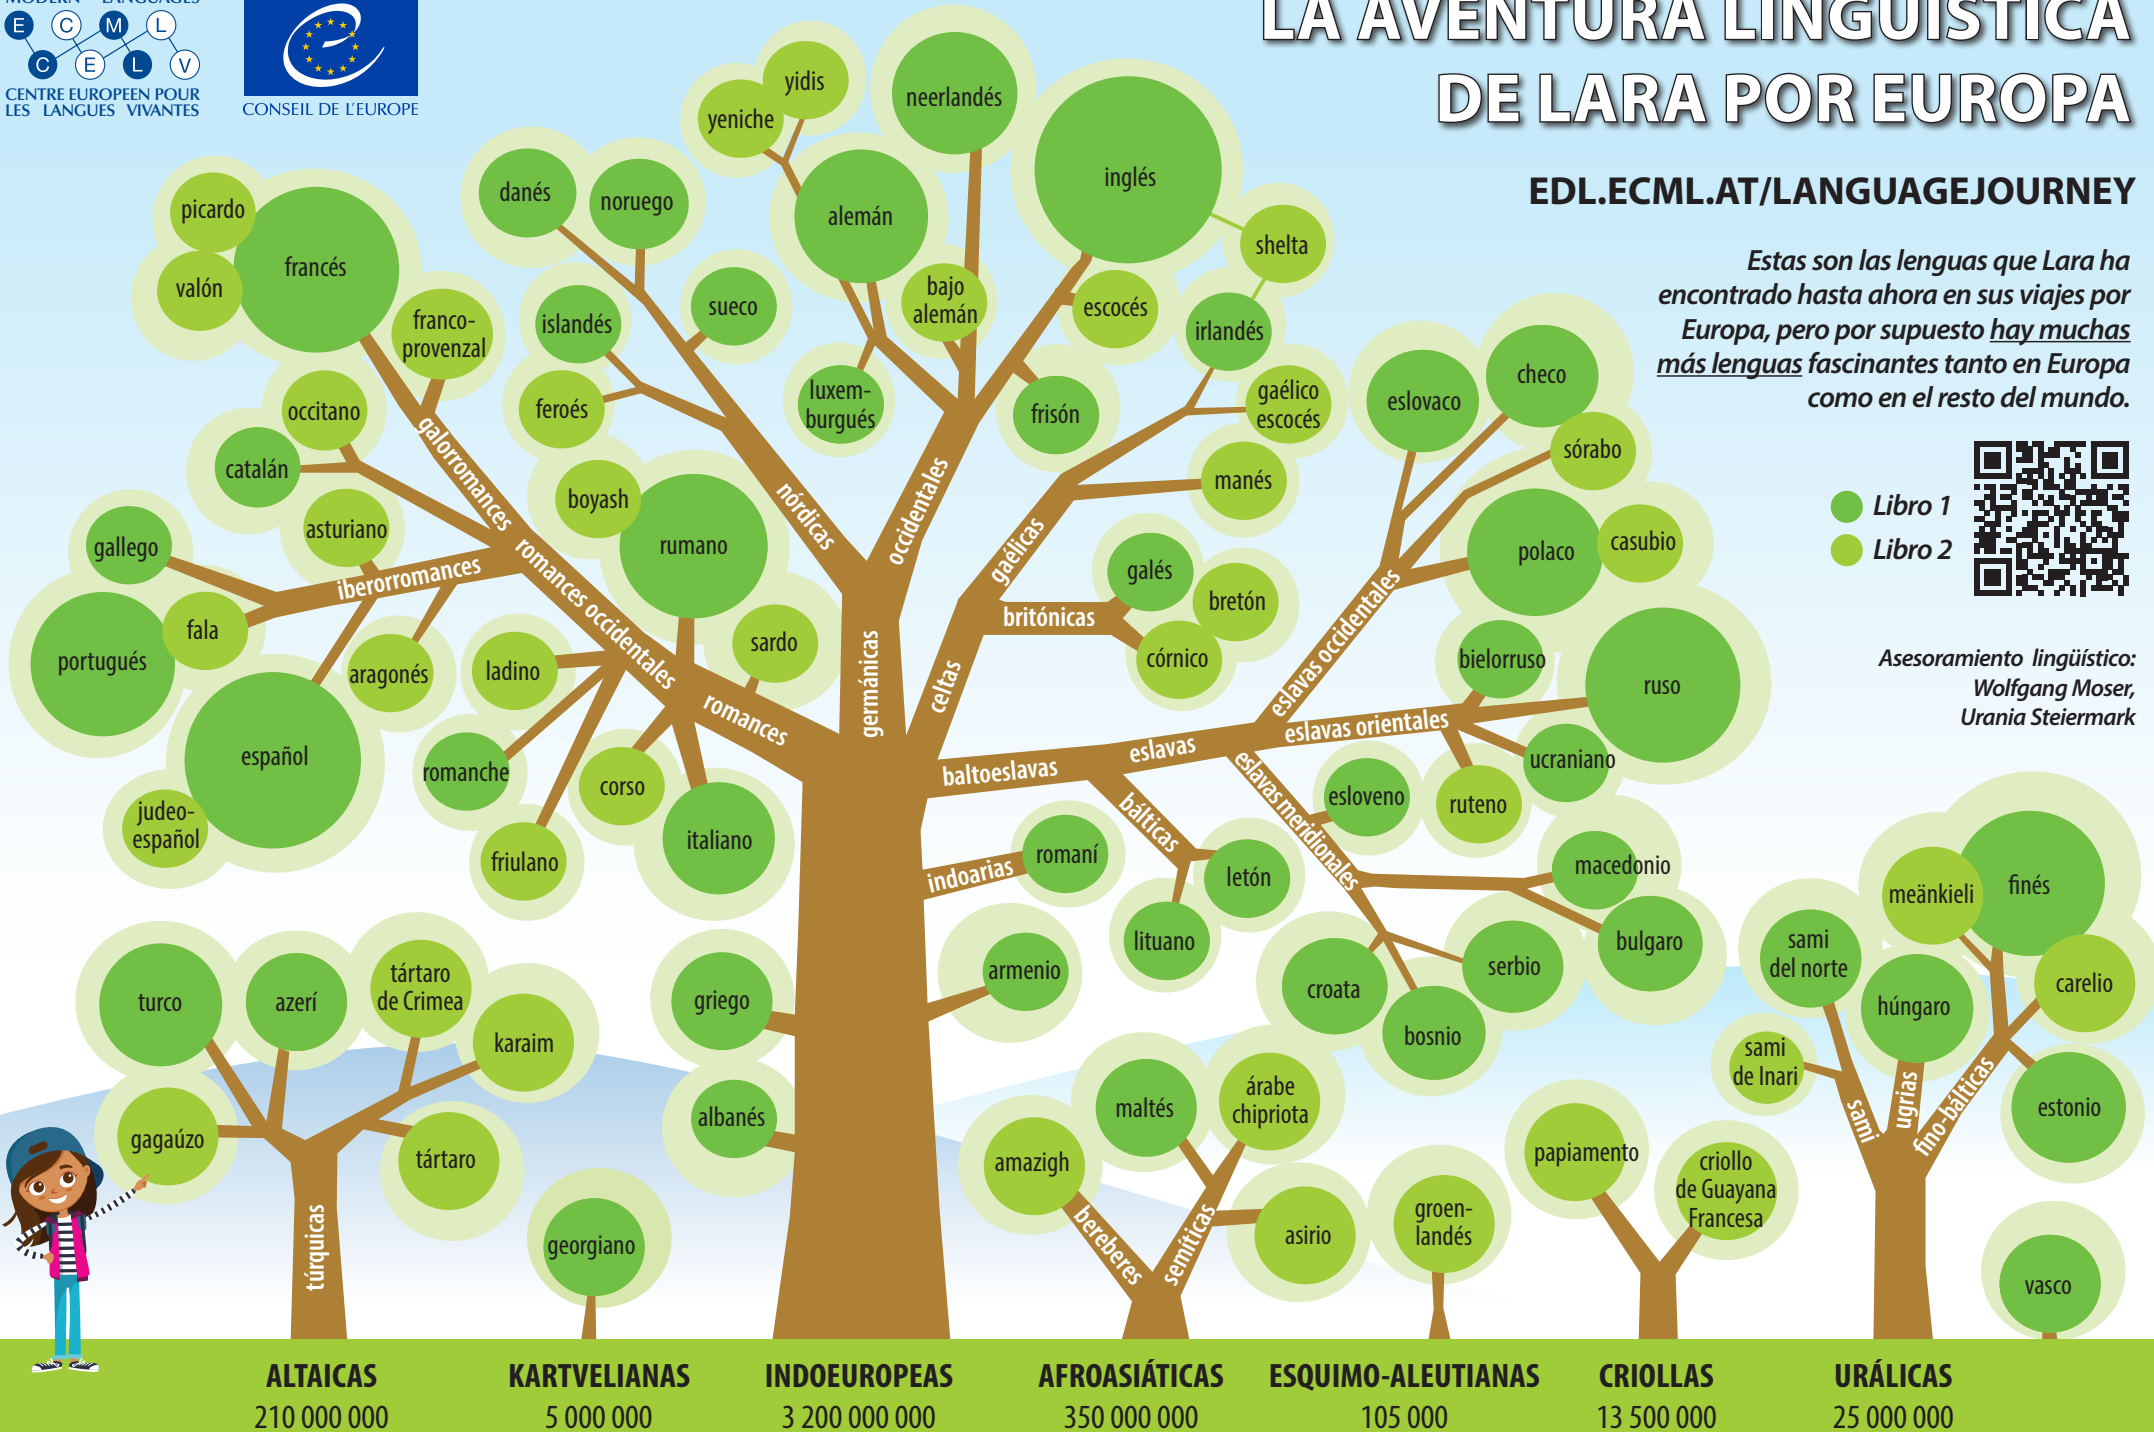 MODERN LANGUAGES
E C M L
C E L V
CENTRE EUROPEEN POUR
LES LANGUES VIVANTES
CONSEIL DE L'EUROPE
LA AVENTURA LINGÜÍSTICA
DE LARA POR EUROPA
EDL.ECML.AT/LANGUAGEJOURNEY
Estas son las lenguas que Lara ha
encontrado hasta ahora en sus viajes por
Europa, pero por supuesto hay muchas
más lenguas fascinantes tanto en Europa
como en el resto del mundo.
Libro 1
Libro 2
Asesoramiento lingüístico:
Wolfgang Moser,
Urania Steiermark
picardo
francés
valón
franco-
provenzal
occitano
catalán
galorromances
asturiano
gallego
fala
portugués
iberorromances
romances occidentales
español
judeo-
español
aragonés
ladino
romanche
friulano
corso
italiano
sardo
rumano
boyash
romances
danés
noruego
islandés
sueco
feroés
nórdicas
yeniche
yidis
alemán
neerlandés
bajo
alemán
luxem-
burgués
inglés
escocés
frisón
occidentales
germánicas
shelta
irlandés
gaélico
escocés
manés
gaélicas
galés
bretón
córnico
britónicas
celtas
eslovaco
checo
sórabo
polaco
casubio
eslavas occidentales
bielorruso
ruso
ucraniano
ruteno
eslavas orientales
eslavas
baltoeslavas
bálticas
letón
lituano
eslavas meridionales
esloveno
macedonio
bulgaro
serbio
croata
bosnio
indoarias
romaní
armenio
griego
albanés
turco
azerí
tártaro
de Crimea
karaim
gagaúzo
tártaro
túrquicas
georgiano
amazigh
maltés
árabe
chipriota
asirio
bereberes
semíticas
groen-
landés
papiamento
criollo
de Guayana
Francesa
sami
del norte
sami
de Inari
húngaro
meänkieli
finés
carelio
estonio
sami
ugrias
fino-bálticas
vasco
ALTAICAS
210 000 000
KARTVELIANAS
5 000 000
INDOEUROPEAS
3 200 000 000
AFROASIÁTICAS
350 000 000
ESQUIMO-ALEUTIANAS
105 000
CRIOLLAS
13 500 000
URÁLICAS
25 000 000